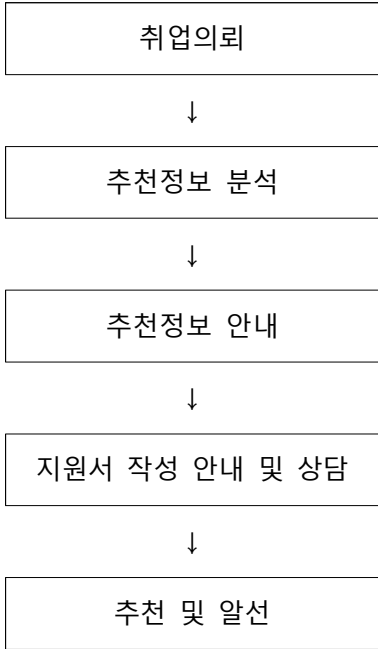 취업의뢰
↓
추천정보 분석
↓
추천정보 안내
↓
지원서 작성 안내 및 상담
↓
추천 및 알선